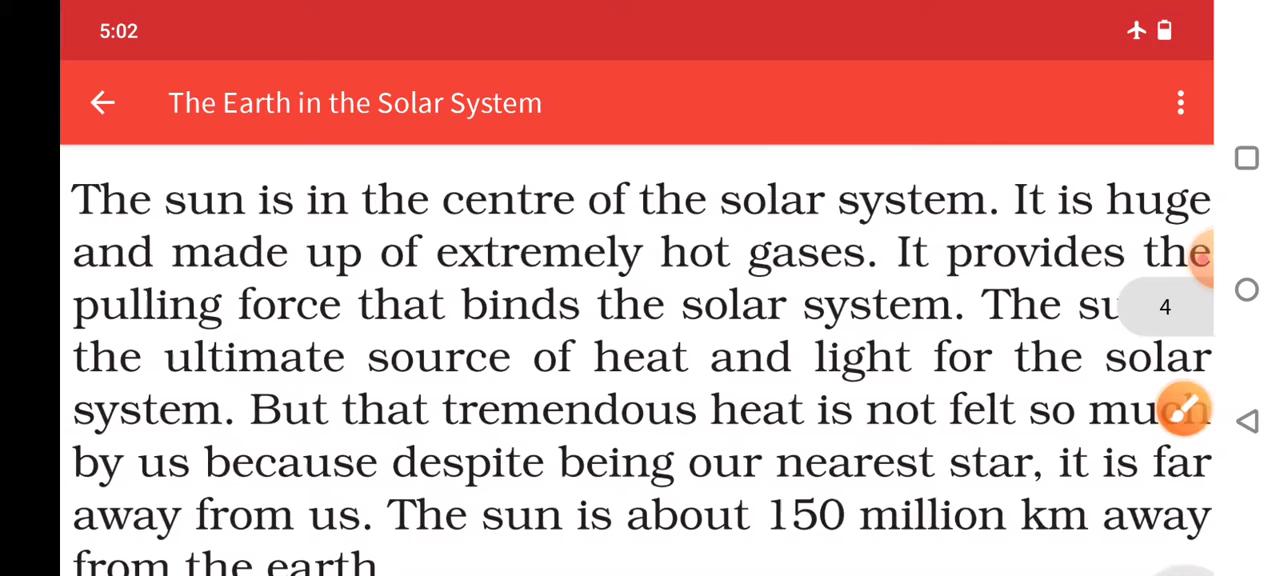 5:02
The Earth in the Solar System
The sun is in the centre of the solar system. It is huge
and made up of extremely hot gases. It provides the
pulling force that binds the solar system. The
4
the ultimate source of heat and light for the solar
system. But that tremendous heat is not felt so much
by us because despite being our nearest star, it is far
away from us. The sun is about 150 million km away
from the earth